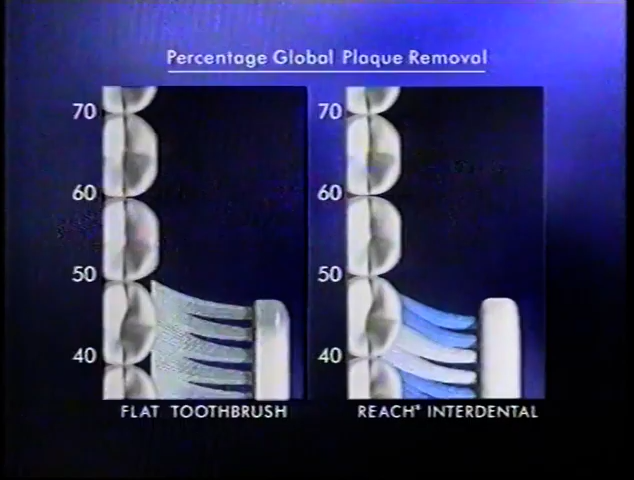 Percentage Global Plaque Removal
70 70
60 60
50 50
40 40
FLAT TOOTHBRUSH REACH® INTERDENTAL